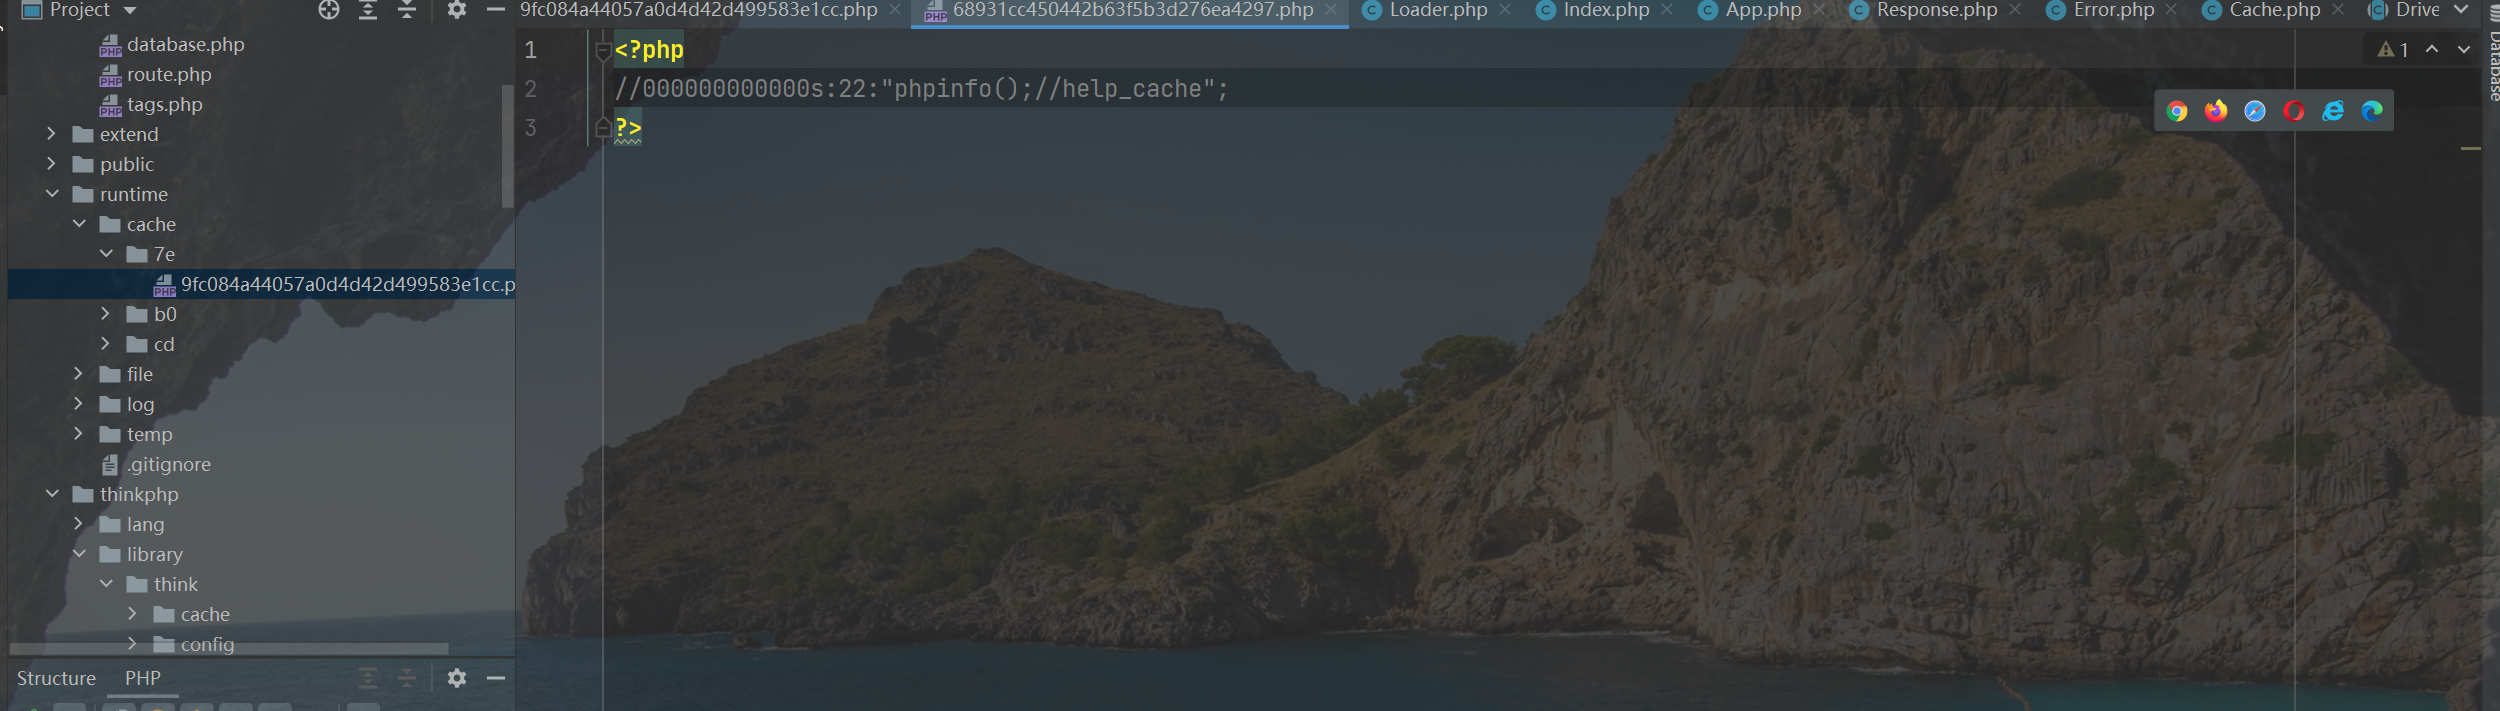 Project
9fc084a44057a0d4d42d499583e1cc.php
68931cc450442b63f5b3d276ea4297.php
Loader.php
Index.php
App.php
Response.php
Error.php
Cache.php
Drive
database.php
route.php
tags.php
extend
public
runtime
cache
7e
9fc084a44057a0d4d42d499583e1cc.p
b0
cd
file
log
temp
.gitignore
thinkphp
lang
library
think
cache
config
Structure
PHP
1 <?php
2 //000000000000s:22:"phpinfo();//help_cache";
3 ?>
1
Database